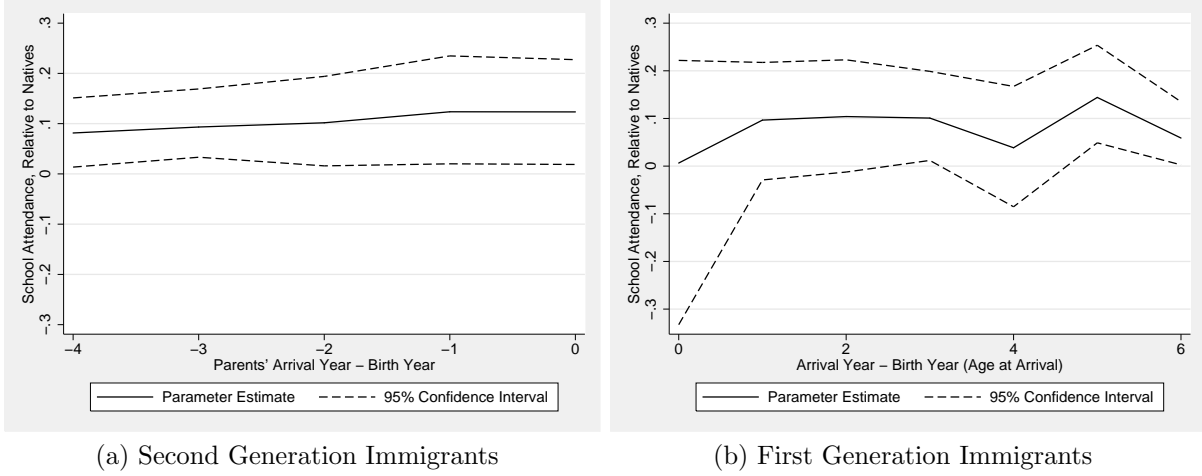 School Attendance, Relative to Natives
.3
.2
.1
0
−.1
−.2
−.3
−4 −3 −2 −1 0
Parents' Arrival Year − Birth Year
Parameter Estimate 95% Confidence Interval
(a) Second Generation Immigrants
School Attendance, Relative to Natives
.3
.2
.1
0
−.1
−.2
−.3
0 2 4 6
Arrival Year − Birth Year (Age at Arrival)
Parameter Estimate 95% Confidence Interval
(b) First Generation Immigrants